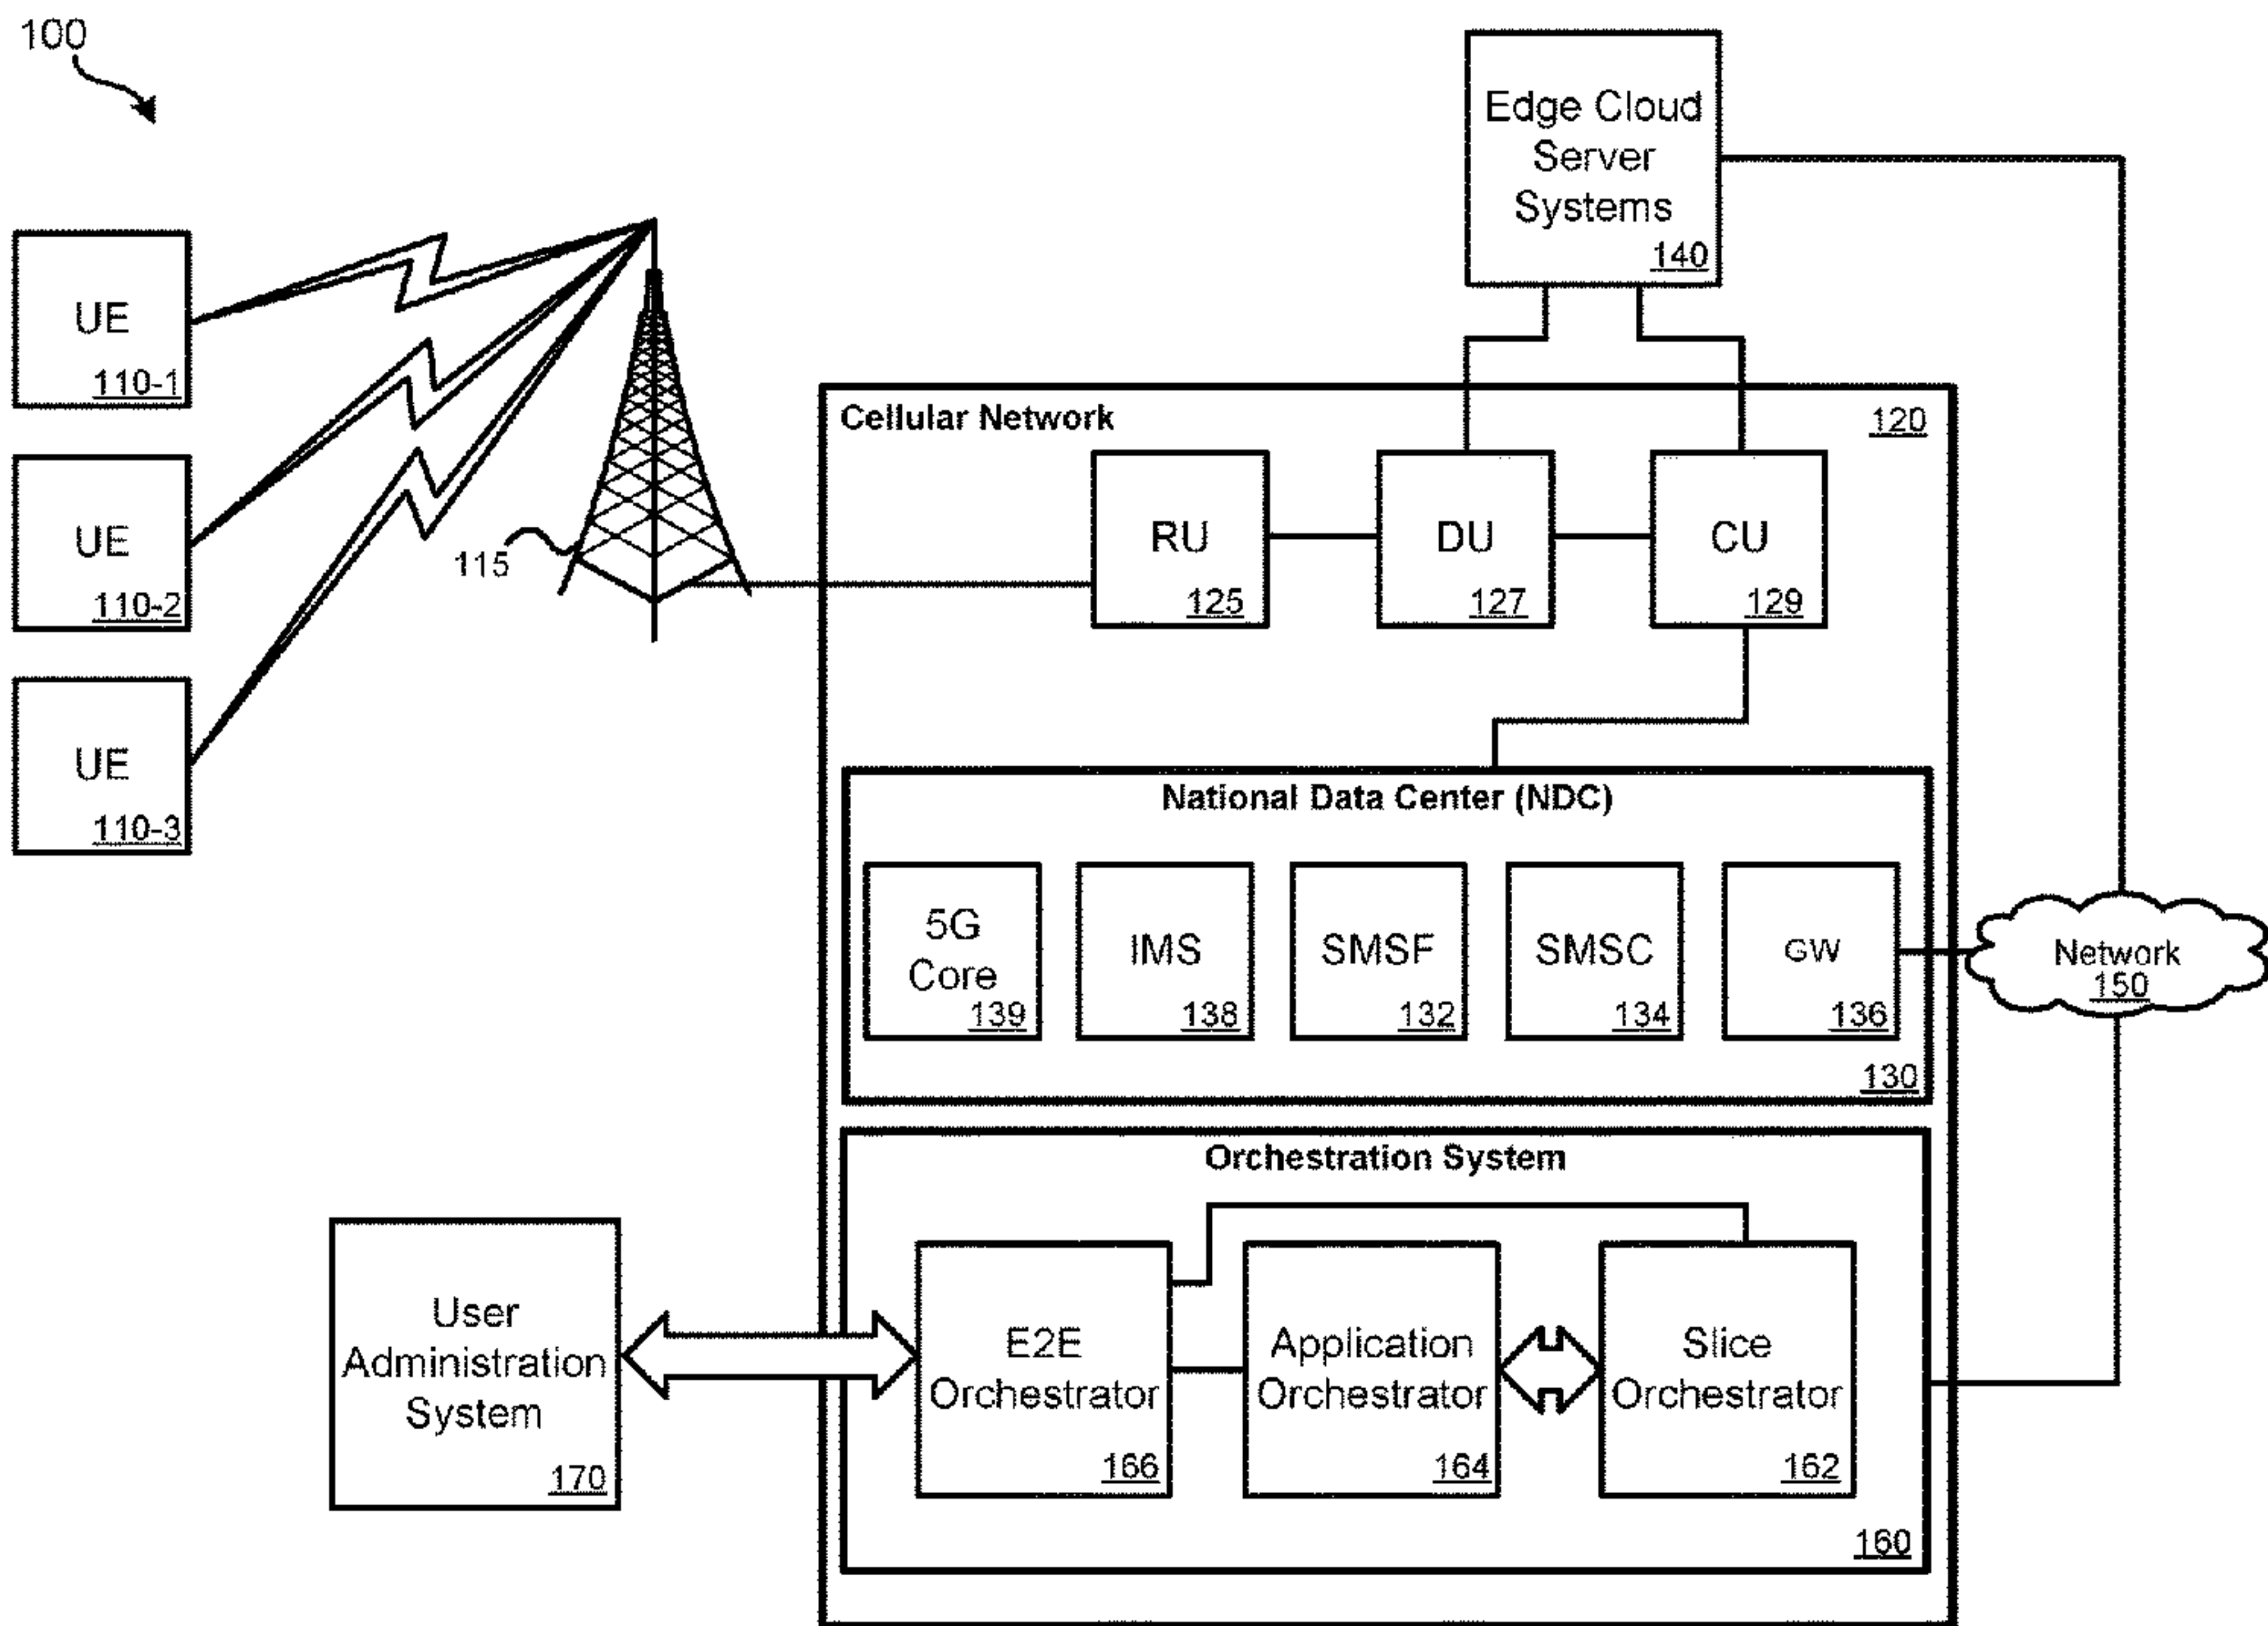 100
Edge Cloud
Server
Systems
140
UE
110-1
UE
110-2
UE
110-3
115
Cellular Network
120
RU
125
DU
127
CU
129
National Data Center (NDC)
5G
Core
139
IMS
138
SMSF
132
SMSC
134
GW
136
130
Network
150
Orchestration System
User
Administration
System
170
E2E
Orchestrator
166
Application
Orchestrator
164
Slice
Orchestrator
162
160